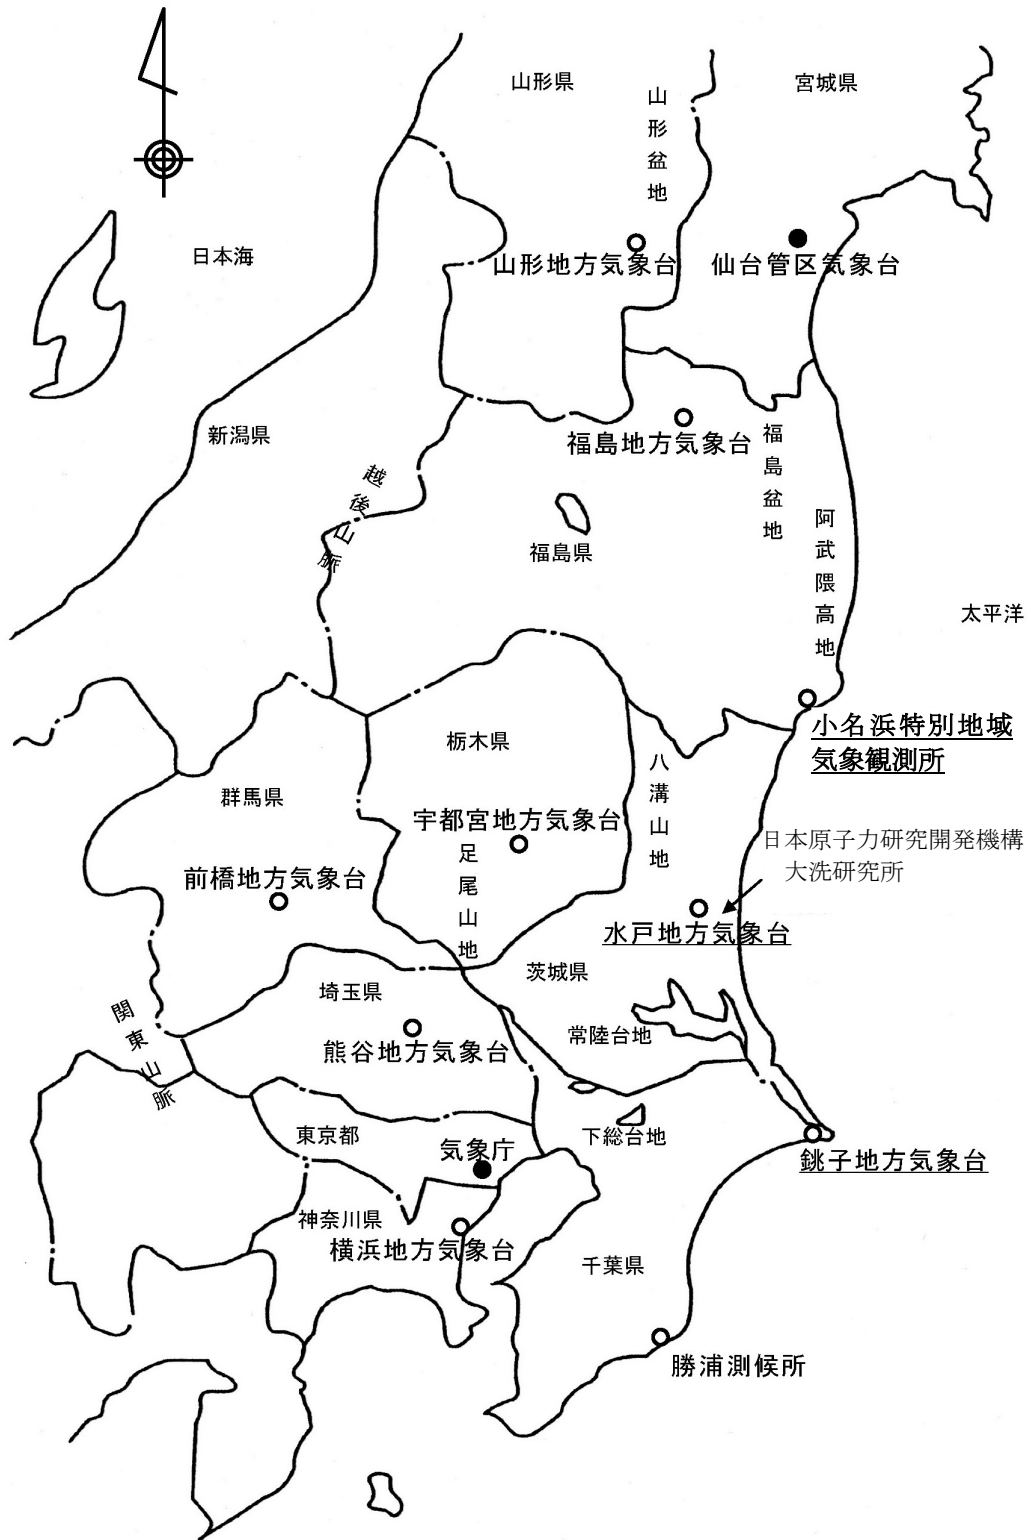 山形県
宮城県
山形盆地
日本海
山形地方気象台
仙台管区気象台
新潟県
福島地方気象台
福島盆地
越後山脈
福島県
阿武隈高地
太平洋
小名浜特別地域
気象観測所
栃木県
八溝山地
群馬県
宇都宮地方気象台
日本原子力研究開発機構
大洗研究所
足尾山地
前橋地方気象台
水戸地方気象台
茨城県
埼玉県
関東山脈
常陸台地
熊谷地方気象台
東京都
下総台地
気象庁
銚子地方気象台
神奈川県
横浜地方気象台
千葉県
勝浦測候所